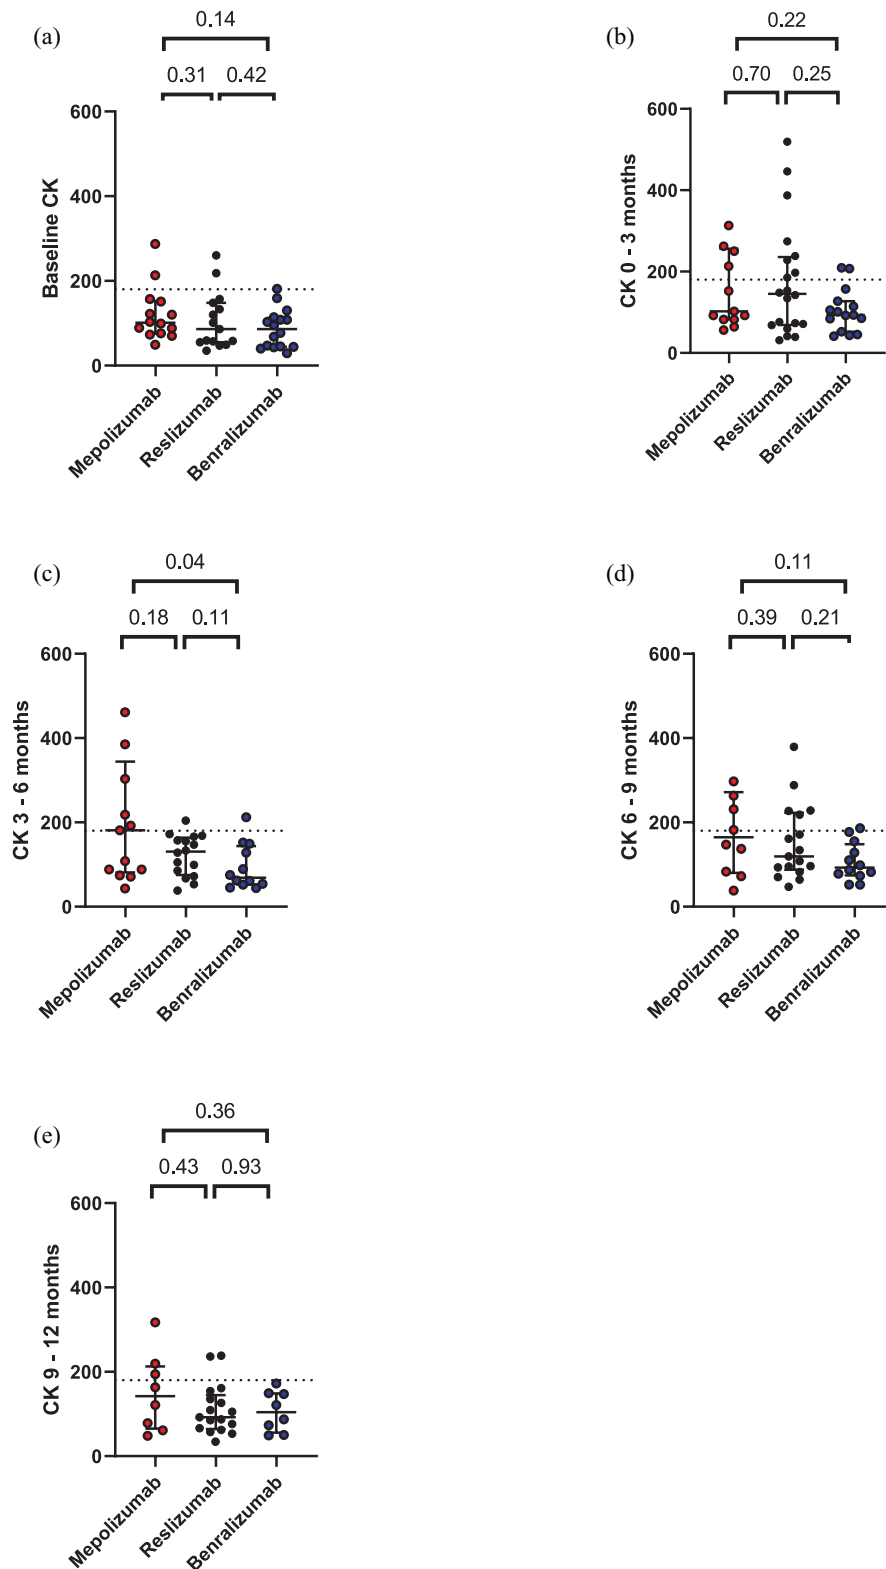 (a)
0.14
0.31 0.42
600
400
200
0
Baseline CK
Mepolizumab
Reslizumab
Benralizumab
(b)
0.22
0.70 0.25
600
400
200
0
CK 0 - 3 months
Mepolizumab
Reslizumab
Benralizumab
(c)
0.04
0.18 0.11
600
400
200
0
CK 3 - 6 months
Mepolizumab
Reslizumab
Benralizumab
(d)
0.11
0.39 0.21
600
400
200
0
CK 6 - 9 months
Mepolizumab
Reslizumab
Benralizumab
(e)
0.36
0.43 0.93
600
400
200
0
CK 9 - 12 months
Mepolizumab
Reslizumab
Benralizumab